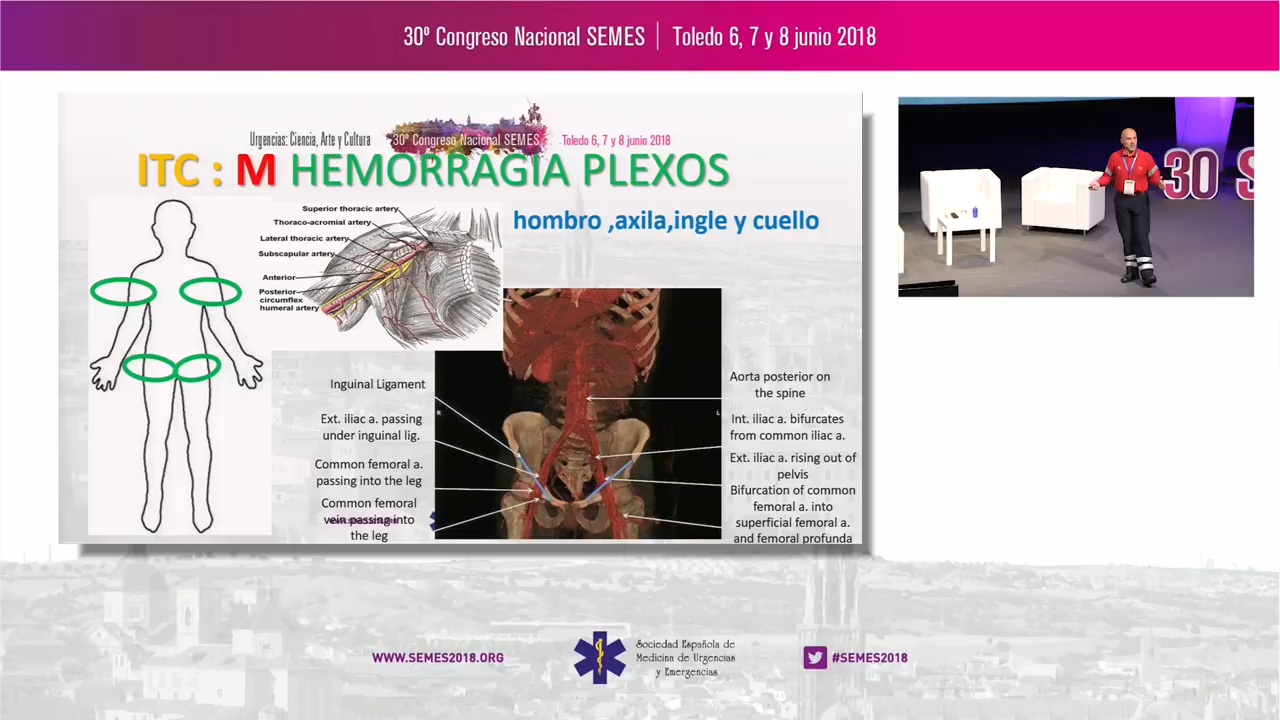 30º Congreso Nacional SEMES | Toledo 6, 7 y 8 junio 2018
Urgencias: Ciencia, Arte y Cultura
30º Congreso Nacional SEMES
Toledo 6, 7 y 8 junio 2018
ITC : M HEMORRAGIA PLEXOS
hombro ,axila,ingle y cuello
Superior thoracic artery
Thoraco-acromial artery
Lateral thoracic artery
Subscapular artery
Anterior
Posterior
circumflex
humeral artery
R
L
Inguinal Ligament
Ext. iliac a. passing
under inguinal lig.
Common femoral a.
passing into the leg
Common femoral
vein passing into
the leg
Aorta posterior on
the spine
Int. iliac a. bifurcates
from common iliac a.
Ext. iliac a. rising out of
pelvis
Bifurcation of common
femoral a. into
superficial femoral a.
and femoral profunda
30 S
WWW.SEMES2018.ORG
Sociedad Española de
Medicina de Urgencias
y Emergencias
#SEMES2018